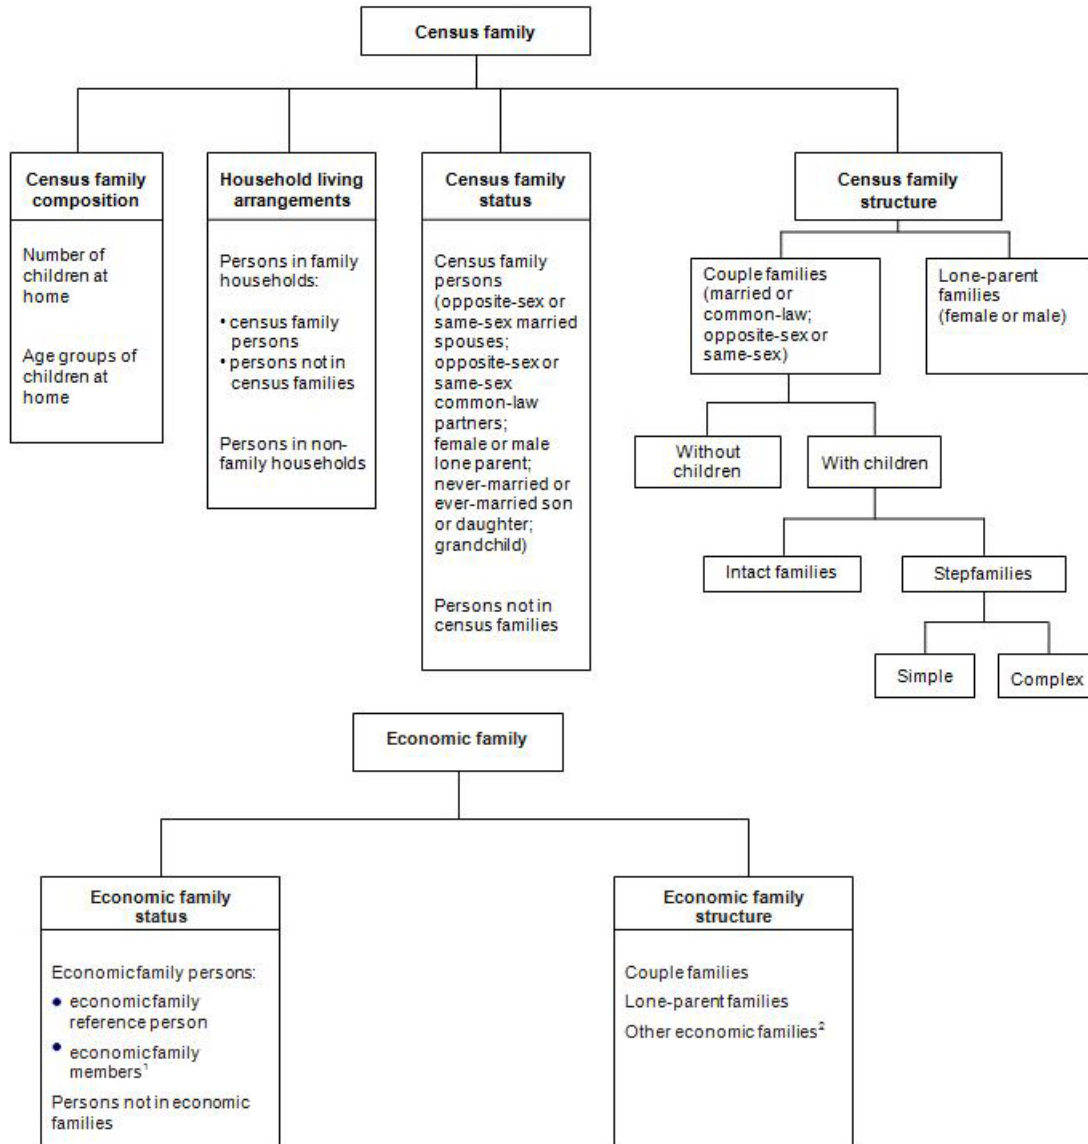 Census family
Census family
composition
Number of
children at
home
Age groups of
children at
home
Household living
arrangements
Persons in family
households:
• census family
persons
• persons not in
census families
Persons in non-
family households
Census family
status
Census family
persons
(opposite-sex or
same-sex married
spouses;
opposite-sex or
same-sex
common-law
partners;
female or male
lone parent;
never-married or
ever-married son
or daughter;
grandchild)
Persons not in
census families
Census family
structure
Couple families
(married or
common-law;
opposite-sex or
same-sex)
Lone-parent
families
(female or male)
Without
children
With children
Intact families
Stepfamilies
Simple
Complex
Economic family
Economic family
status
Economic family persons:
• economic family
reference person
• economic family
members¹
Persons not in economic
families
Economic family
structure
Couple families
Lone-parent families
Other economic families²